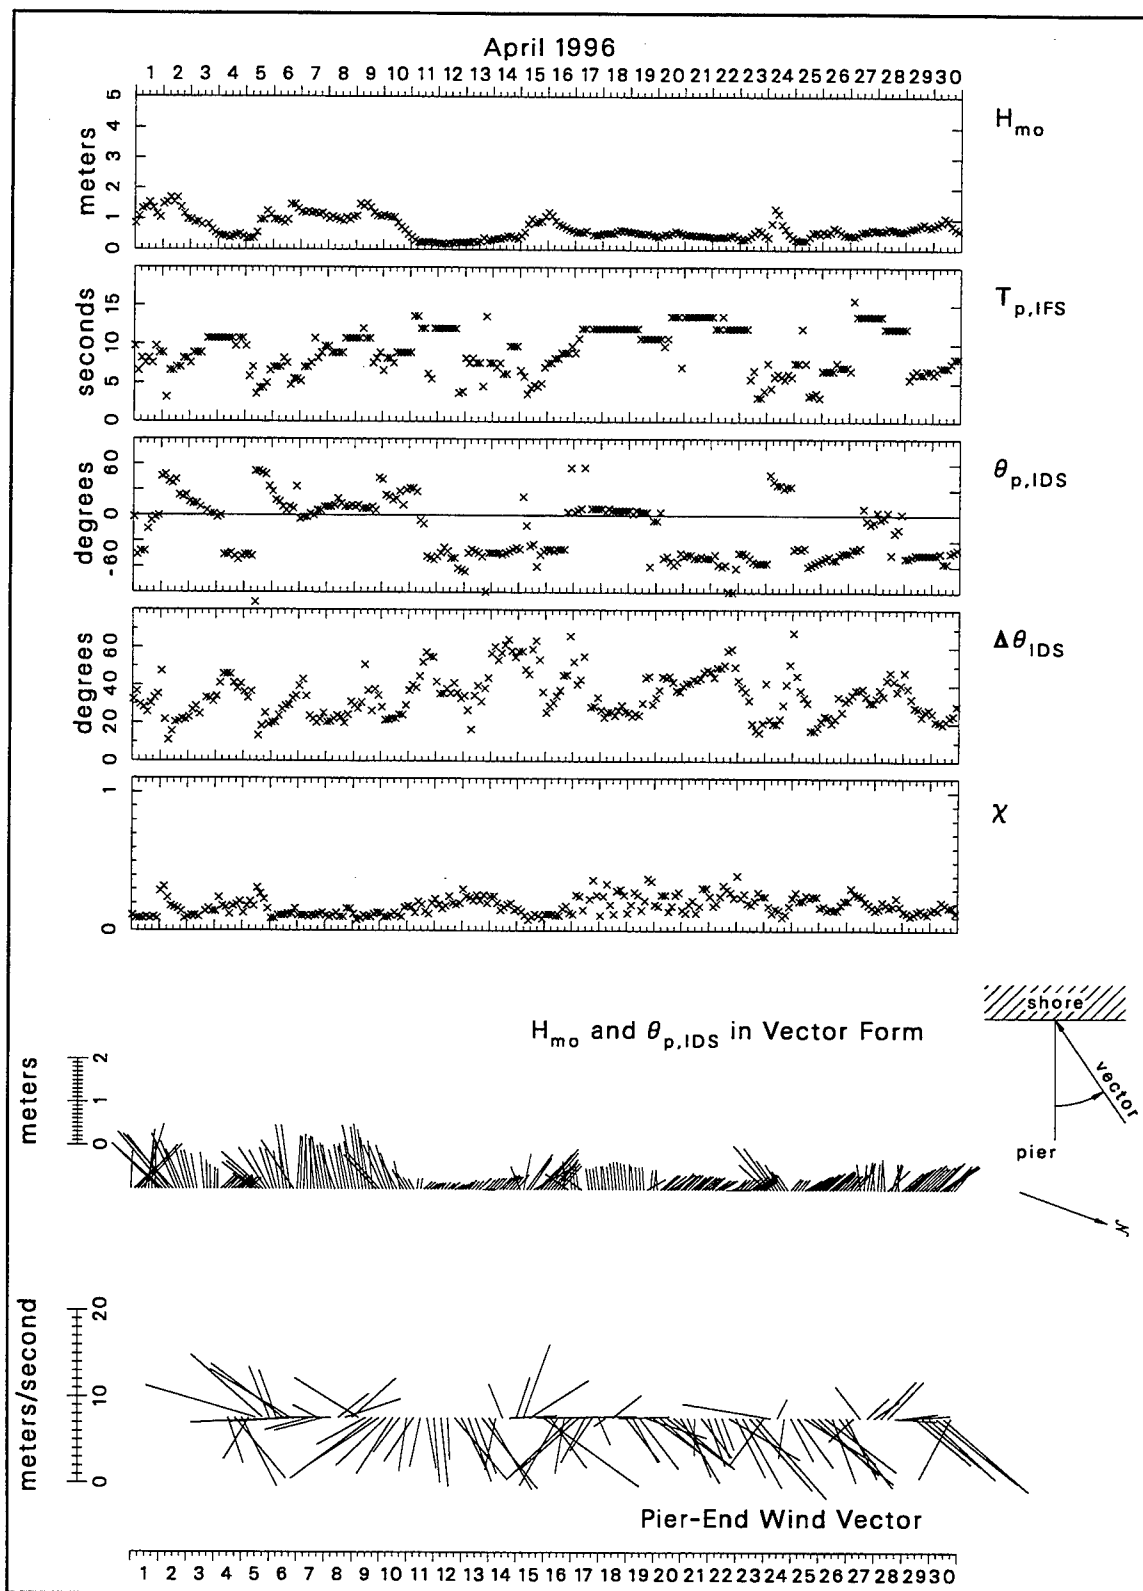 April 1996
1 2 3 4 5 6 7 8 9 10 11 12 13 14 15 16 17 18 19 20 21 22 23 24 25 26 27 28 29 30
5
4
3
2
1
0
meters
H mo
15
10
5
0
seconds
T p,IFS
60
0
-60
degrees
θ p,IDS
60
40
20
0
degrees
Δθ IDS
1
0
χ
shore
vector
pier
N
H mo and θ p,IDS in Vector Form
2
1
0
meters
20
10
0
meters/second
Pier-End Wind Vector
1 2 3 4 5 6 7 8 9 10 11 12 13 14 15 16 17 18 19 20 21 22 23 24 25 26 27 28 29 30